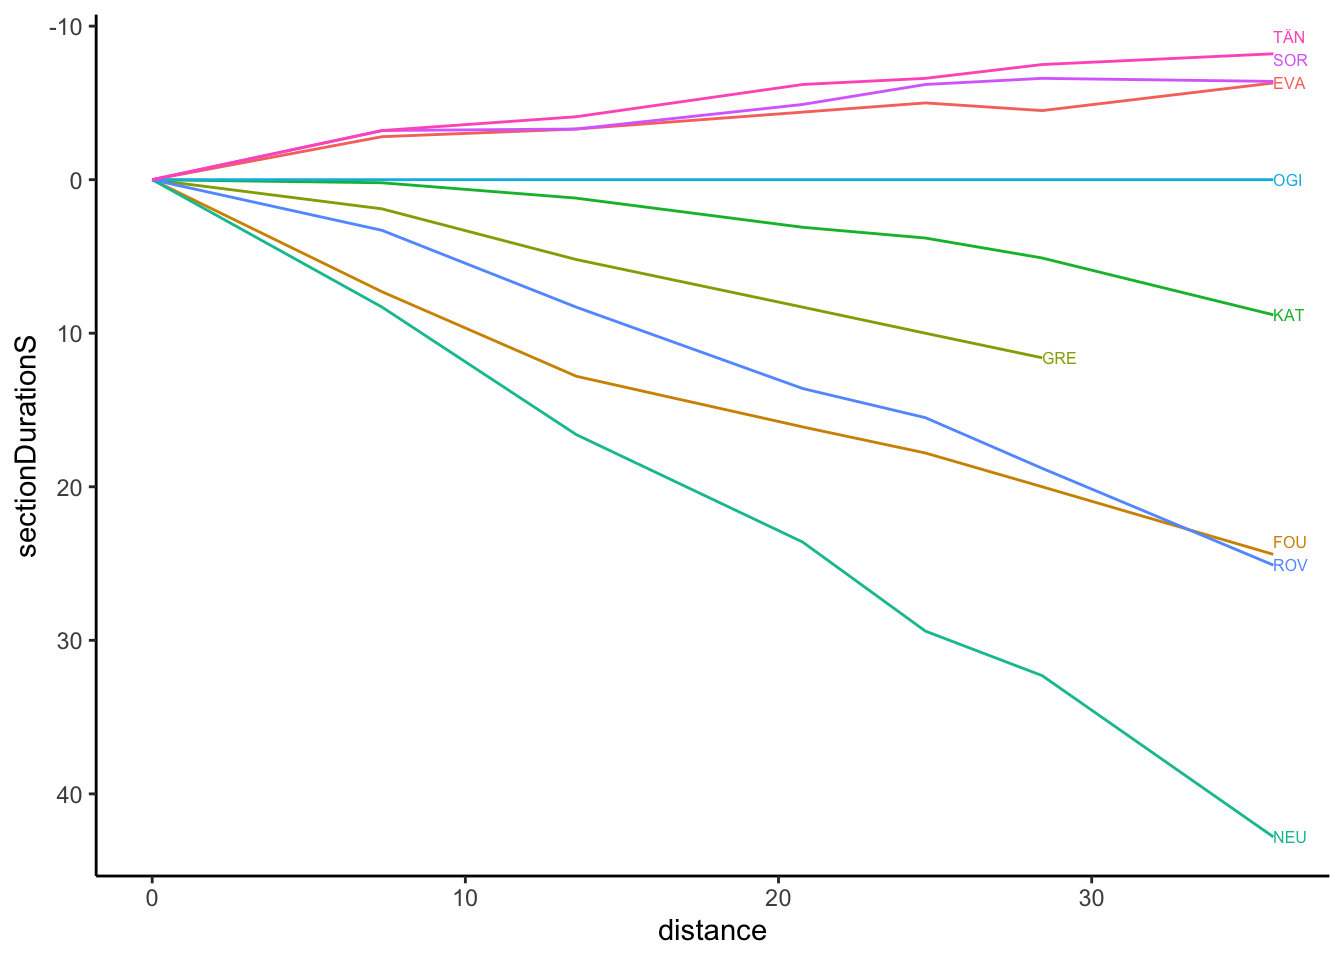 -10
TÄN
SOR
EVA
0
OGI
KAT
10
GRE
sectionDurationS
20
FOU
ROV
30
40
NEU
0 10 20 30
distance